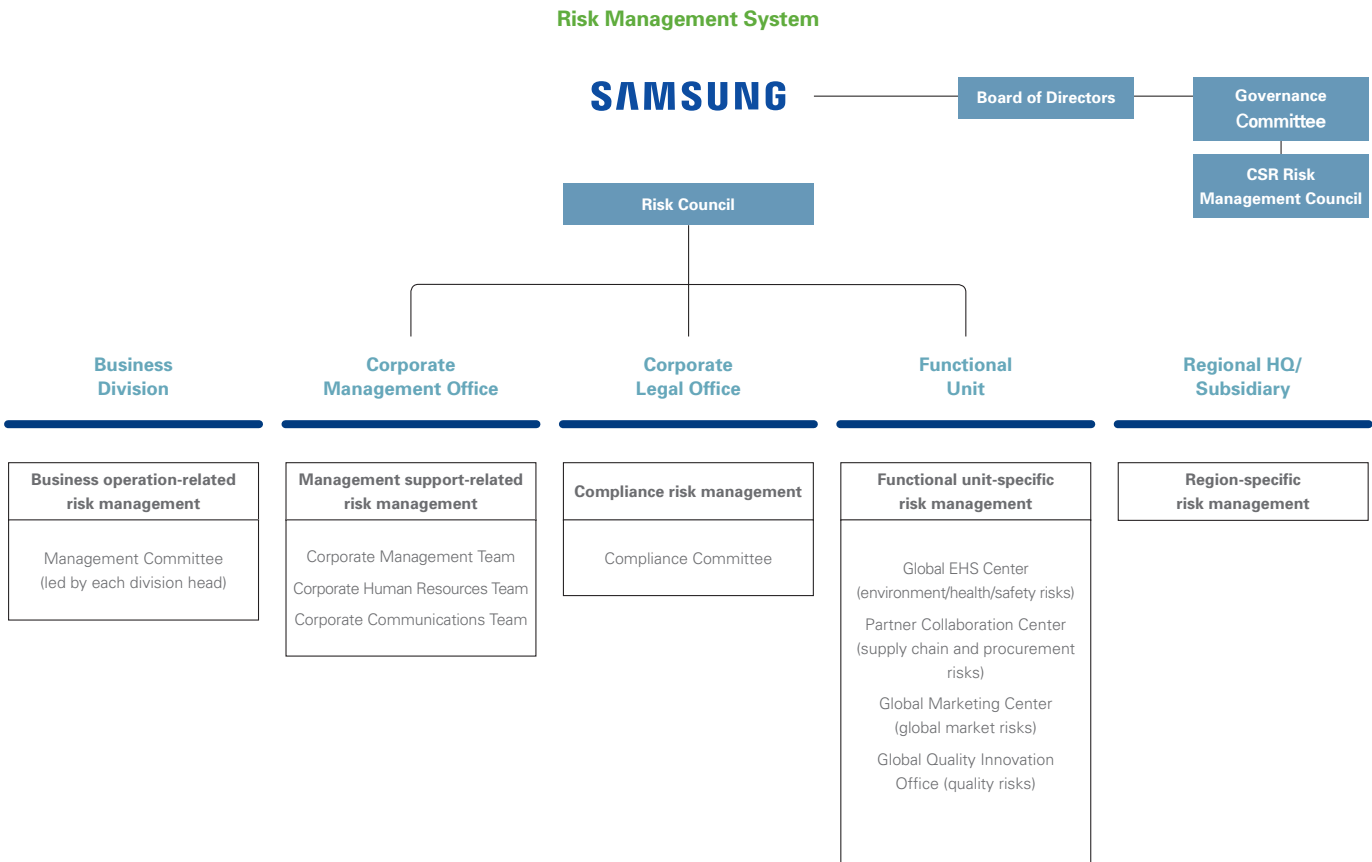 Risk Management System
SAMSUNG
Board of Directors
Governance
Committee
CSR Risk
Management Council
Risk Council
Business
Division
Corporate
Management Office
Corporate
Legal Office
Functional
Unit
Regional HQ/
Subsidiary
Business operation-related
risk management
Management Committee
(led by each division head)
Management support-related
risk management
Corporate Management Team
Corporate Human Resources Team
Corporate Communications Team
Compliance risk management
Compliance Committee
Functional unit-specific
risk management
Global EHS Center
(environment/health/safety risks)
Partner Collaboration Center
(supply chain and procurement
risks)
Global Marketing Center
(global market risks)
Global Quality Innovation
Office (quality risks)
Region-specific
risk management